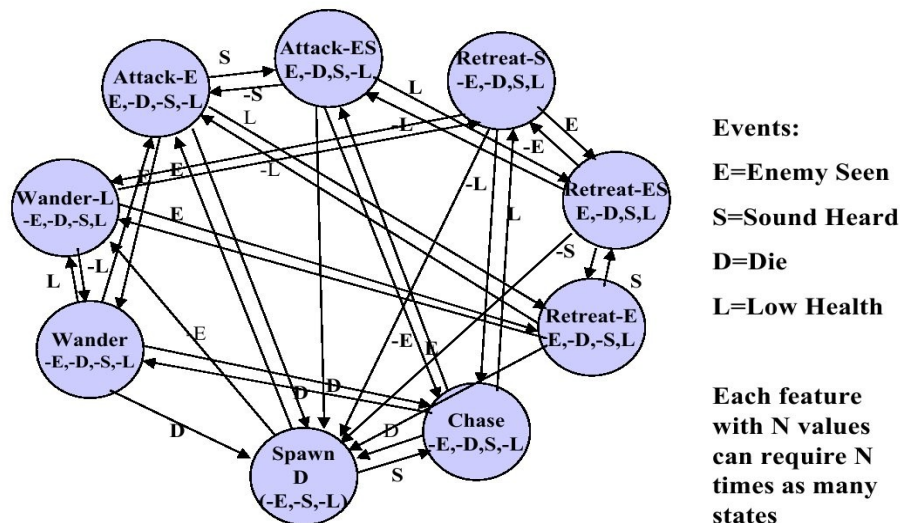 Attack-E
E,-D,-S,-L
S
-S
Attack-ES
E,-D,S,-L
Retreat-S
-E,-D,S,L
L
-L
L
-L
E
-E
Wander-L
-E,-D,-S,L
E
E
E
-L
-L
L
Retreat-ES
E,-D,S,L
-S
S
L
-L
Retreat-E
E,-D,-S,L
Wander
-E,-D,-S,-L
-E
-E
E
D
D
D
D
D
Chase
-E,-D,S,-L
Spawn
D
(-E,-S,-L)
S
Events:
E=Enemy Seen
S=Sound Heard
D=Die
L=Low Health
Each feature
with N values
can require N
times as many
states